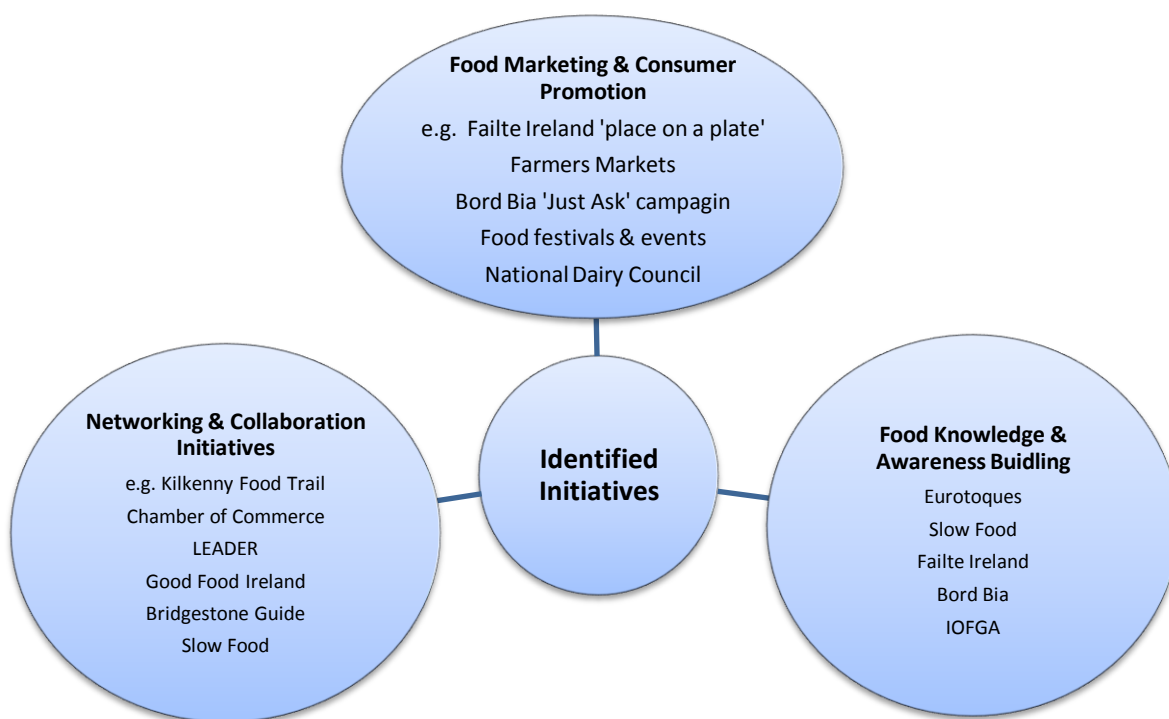 Food Marketing & Consumer
Promotion
e.g. Failte Ireland 'place on a plate'
Farmers Markets
Bord Bia 'Just Ask' campagin
Food festivals & events
National Dairy Council
Networking & Collaboration
Initiatives
e.g. Kilkenny Food Trail
Chamber of Commerce
LEADER
Good Food Ireland
Bridgestone Guide
Slow Food
Identified
Initiatives
Food Knowledge &
Awareness Buidling
Eurotoques
Slow Food
Failte Ireland
Bord Bia
IOFGA